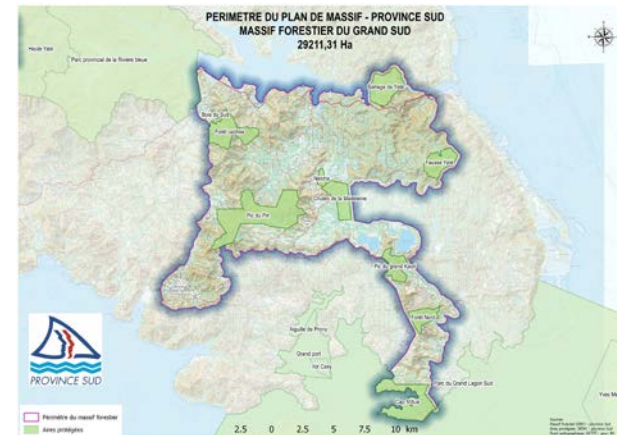 PERIMETRE DU PLAN DE MASSIF - PROVINCE SUD
MASSIF FORESTIER DU GRAND SUD
29211,31 Ha
Haute Yaté
Parc provincial de la Rivière bleue
Barrage de Yaté
Bois du Sud
Forêt cachée
Fausse Yaté
Netcha
Chutes de la Madeleine
Pic du Pin
Pic du grand Kaori
Forêt Nord
Aiguille de Prony
Grand port
Ilot Casy
Cap N'Dua
Parc du Grand Lagon Sud
PROVINCE SUD
Périmètre du massif forestier
Aires protégées
2.5 0 2.5 5 7.5 10 km